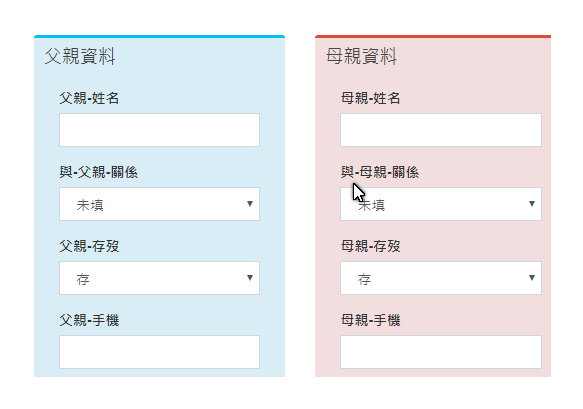 父親資料
父親-姓名
與-父親-關係
未填
父親-存歿
存
父親-手機
母親資料
母親-姓名
與-母親-關係
未填
母親-存歿
存
母親-手機